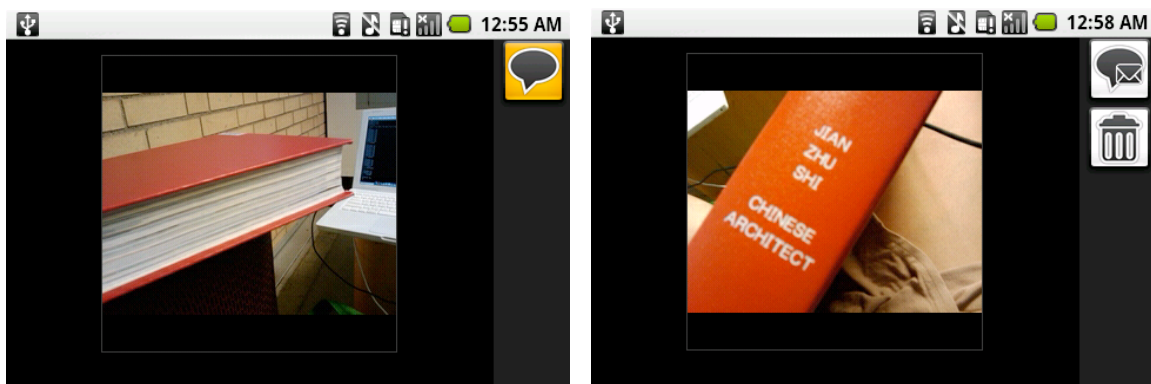 12:55 AM
12:58 AM
JIAN
ZHU
SHI
CHINESE
ARCHITECT